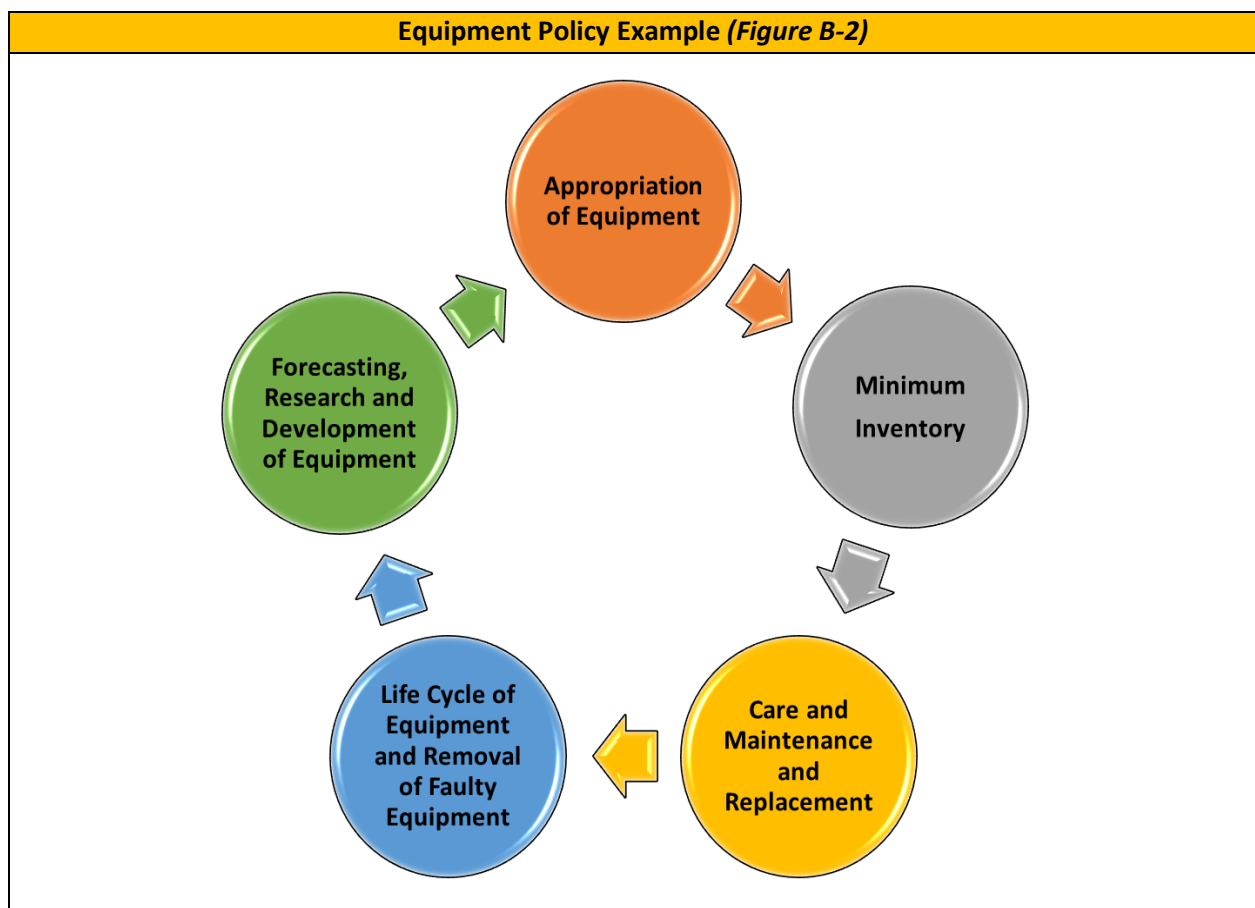 Equipment Policy Example (Figure B-2)
Appropriation
of Equipment
Minimum
Inventory
Care and
Maintenance
and
Replacement
Life Cycle of
Equipment
and Removal
of Faulty
Equipment
Forecasting,
Research and
Development
of Equipment